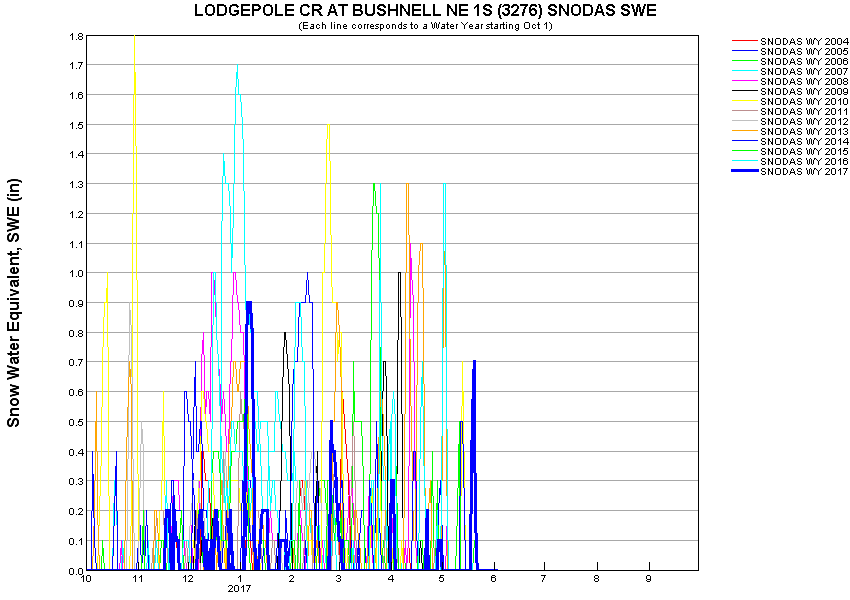 LODGEPOLE CR AT BUSHNELL NE 1S (3276) SNODAS SWE
(Each line corresponds to a Water Year starting Oct 1)
Snow Water Equivalent, SWE (in)
1.8
1.7
1.6
1.5
1.4
1.3
1.2
1.1
1.0
0.9
0.8
0.7
0.6
0.5
0.4
0.3
0.2
0.1
0.0
10 11 12 1 2 3 4 5 6 7 8 9
2017
SNODAS WY 2004
SNODAS WY 2005
SNODAS WY 2006
SNODAS WY 2007
SNODAS WY 2008
SNODAS WY 2009
SNODAS WY 2010
SNODAS WY 2011
SNODAS WY 2012
SNODAS WY 2013
SNODAS WY 2014
SNODAS WY 2015
SNODAS WY 2016
SNODAS WY 2017